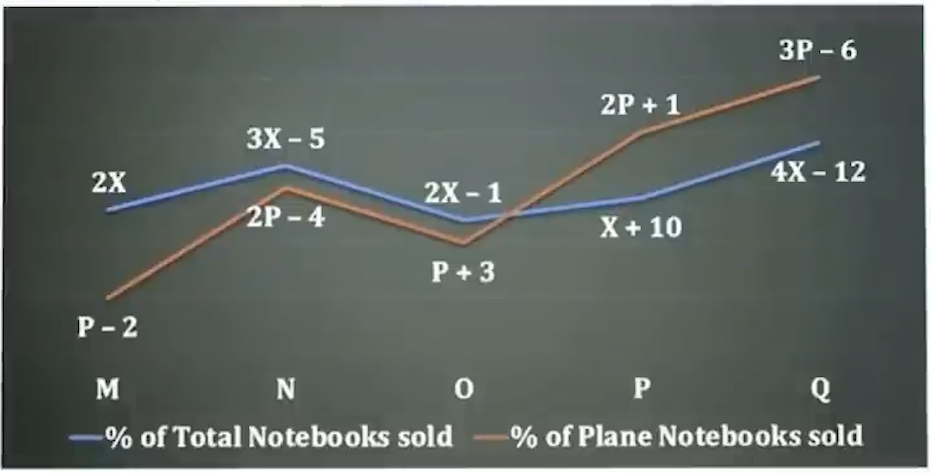 3P – 6
2P + 1
3X – 5
2X
2X – 1
4X – 12
2P – 4
X + 10
P + 3
P – 2
M N O P Q
% of Total Notebooks sold % of Plane Notebooks sold